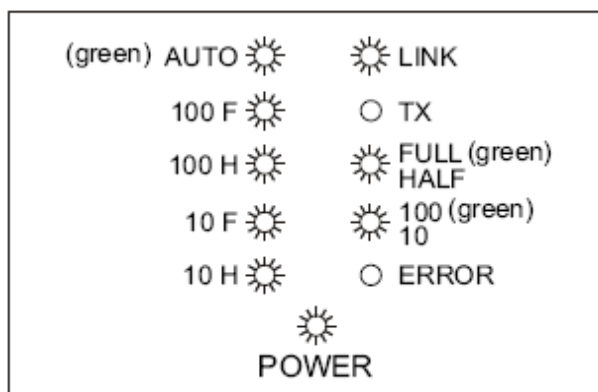 (green) AUTO LINK
100 F TX
100 H FULL (green)
HALF
10 F 100 (green)
10
10 H ERROR
POWER